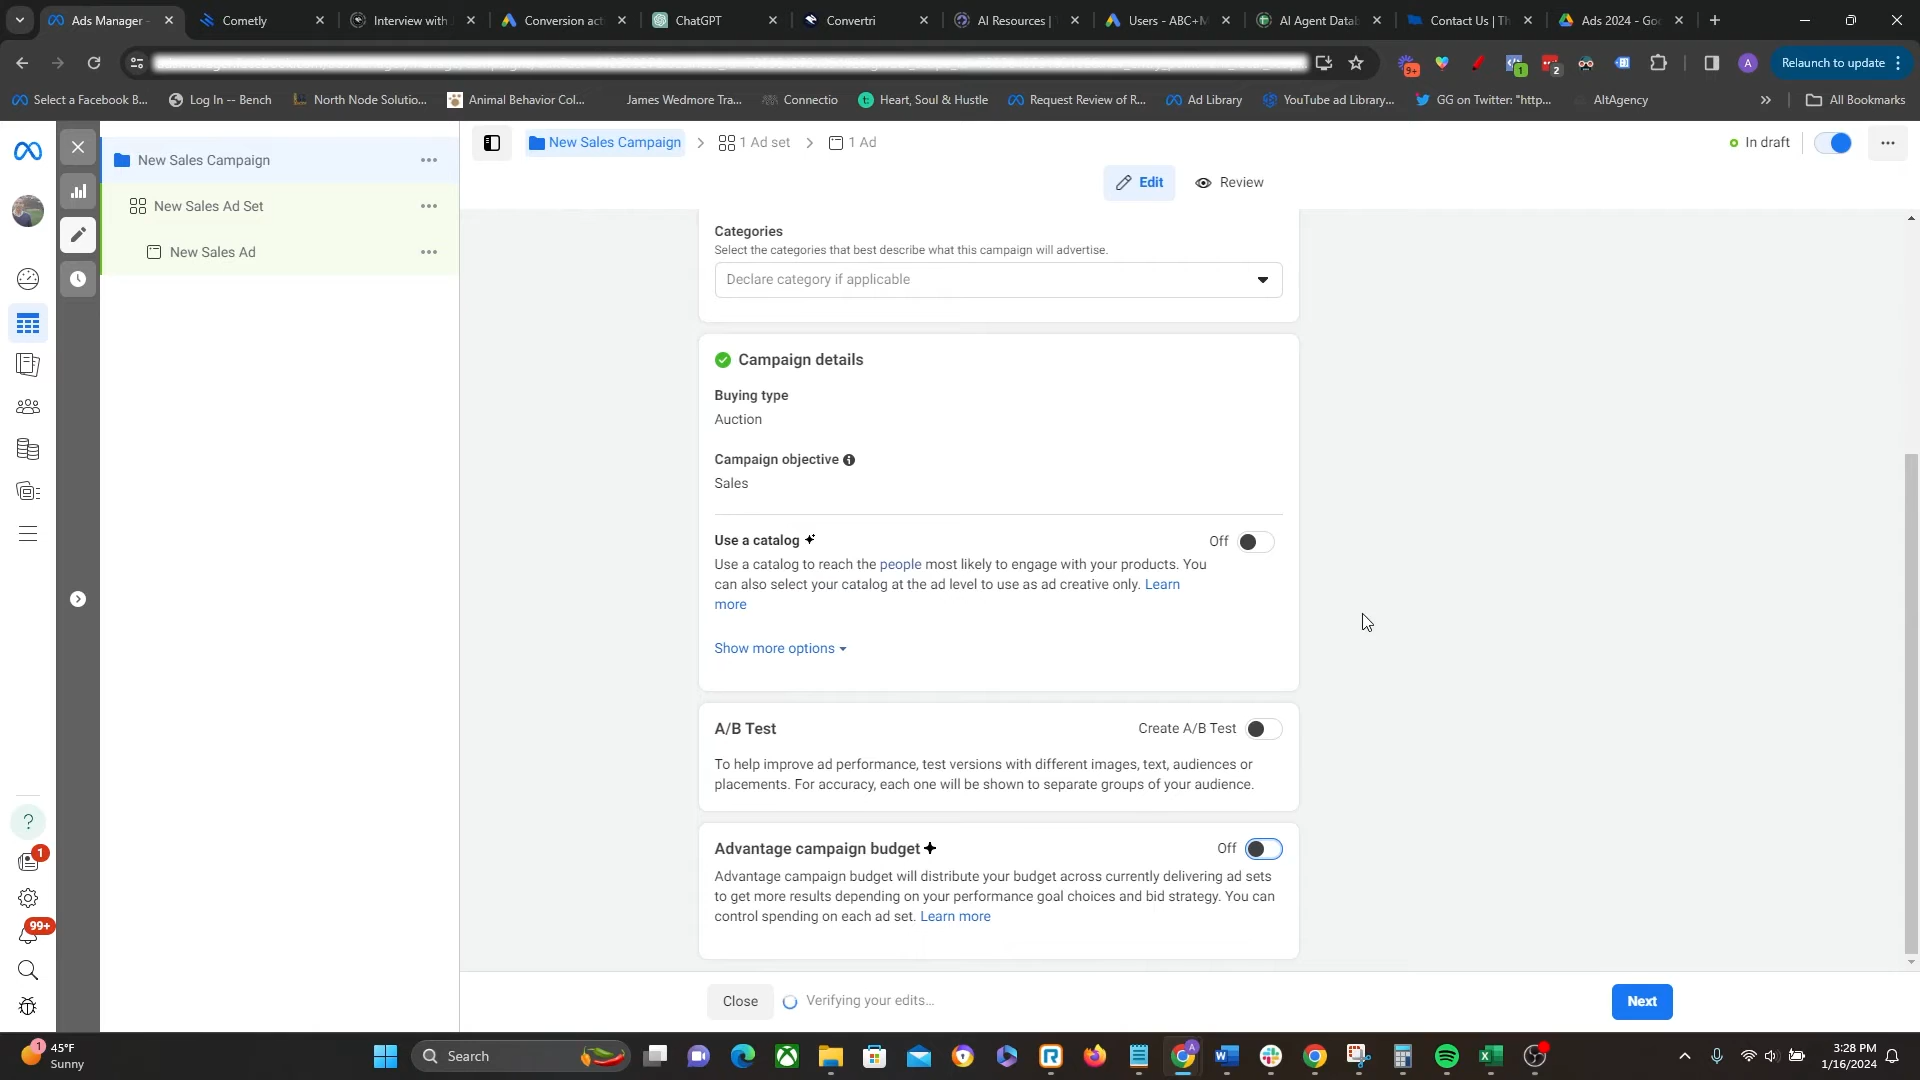 Ads Manager -
Cometly
Interview with
Conversion act
ChatGPT
Convertri
AI Resources |
Users - ABC+M
AI Agent Datab
Contact Us | Th
Ads 2024 - Goo
9+
1
2
A
Relaunch to update
Select a Facebook B...
Log In -- Bench
North Node Solutio...
Animal Behavior Col...
James Wedmore Tra...
Connectio
Heart, Soul & Hustle
Request Review of R...
Ad Library
YouTube ad Library...
GG on Twitter: "http...
AltAgency
All Bookmarks
New Sales Campaign
New Sales Ad Set
New Sales Ad
New Sales Campaign
1 Ad set
1 Ad
In draft
Edit
Review
Categories
Select the categories that best describe what this campaign will advertise.
Declare category if applicable
Campaign details
Buying type
Auction
Campaign objective
Sales
Use a catalog
Off
Use a catalog to reach the people most likely to engage with your products. You
can also select your catalog at the ad level to use as ad creative only. Learn
more
Show more options
A/B Test
Create A/B Test
To help improve ad performance, test versions with different images, text, audiences or
placements. For accuracy, each one will be shown to separate groups of your audience.
Advantage campaign budget
Off
Advantage campaign budget will distribute your budget across currently delivering ad sets
to get more results depending on your performance goal choices and bid strategy. You can
control spending on each ad set. Learn more
?
1
99+
Close
Verifying your edits...
Next
1
45°F
Sunny
Search
A
3:28 PM
1/16/2024